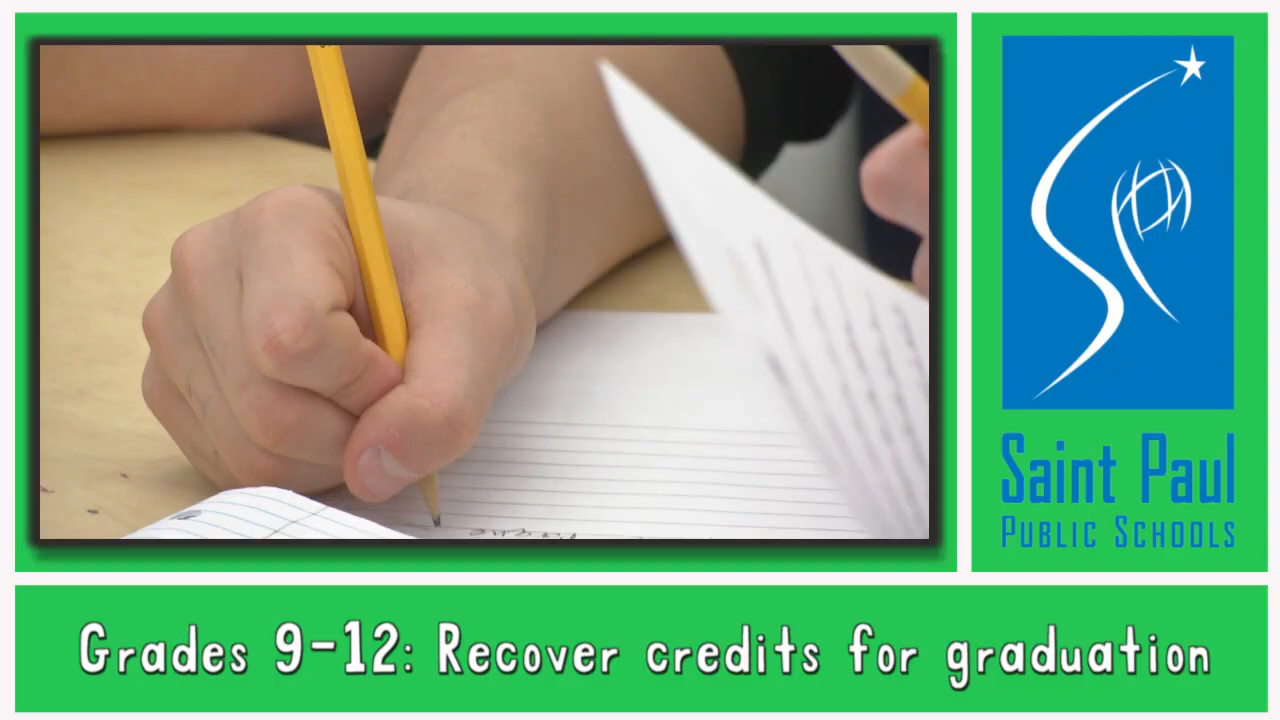 Saint Paul
Public Schools
Grades 9-12: Recover credits for graduation